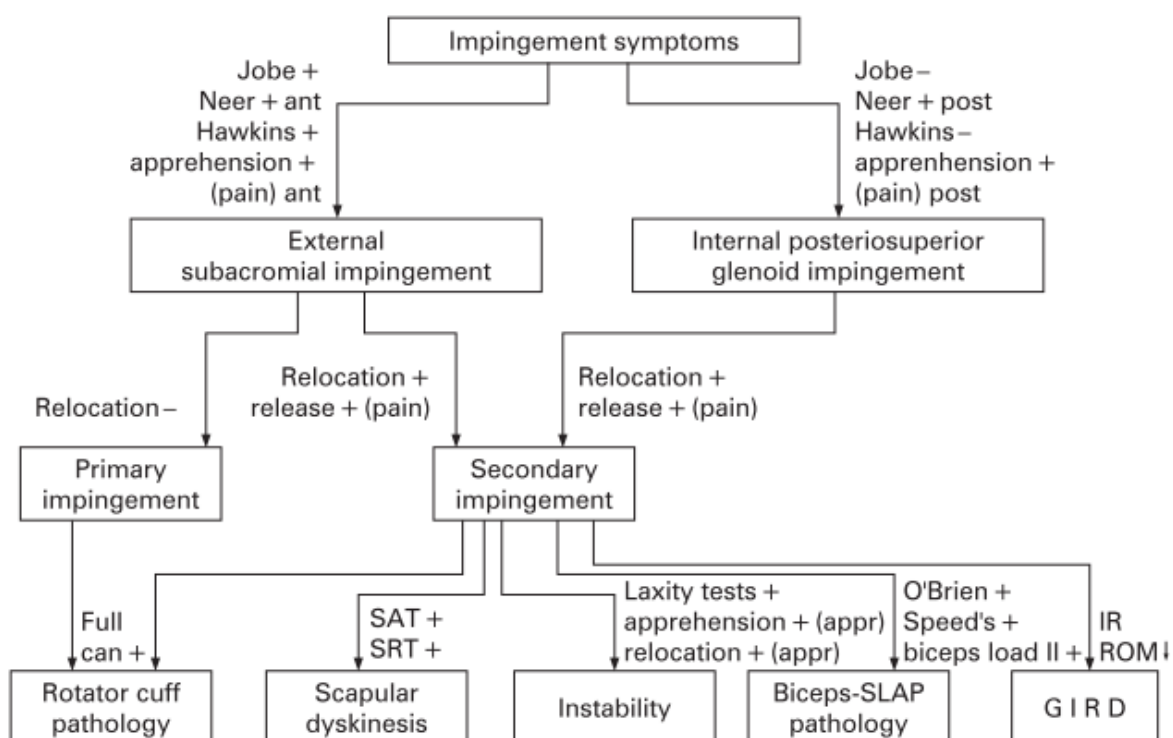 Impingement symptoms
Jobe +
Neer + ant
Hawkins +
apprehension +
(pain) ant
Jobe –
Neer + post
Hawkins –
apprenhension +
(pain) post
External
subacromial impingement
Internal posteriosuperior
glenoid impingement
Relocation –
Relocation +
release + (pain)
Relocation +
release + (pain)
Primary
impingement
Secondary
impingement
Full
can +
SAT +
SRT +
Laxity tests +
apprehension + (appr)
relocation + (appr)
O'Brien +
Speed's +
biceps load II +
IR
ROM↓
Rotator cuff
pathology
Scapular
dyskinesis
Instability
Biceps-SLAP
pathology
G I R D